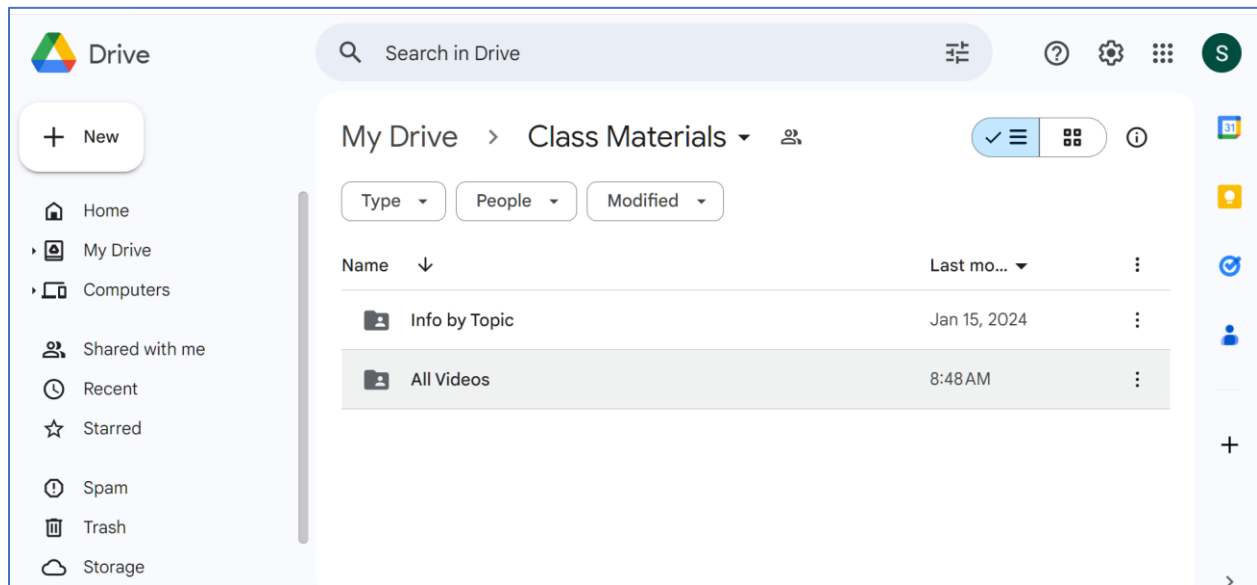 Drive
Search in Drive
S
New
My Drive > Class Materials
31
Type
People
Modified
Home
My Drive
Computers
Name
Last mo...
Info by Topic
Jan 15, 2024
All Videos
8:48 AM
Shared with me
Recent
Starred
Spam
Trash
Storage